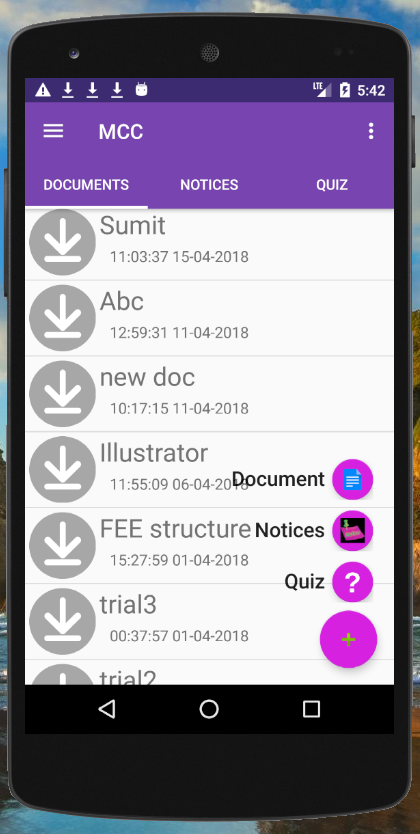 LTE 5:42
MCC
DOCUMENTS NOTICES QUIZ
Sumit
11:03:37 15-04-2018
Abc
12:59:31 11-04-2018
new doc
10:17:15 11-04-2018
Illustrator
11:55:09 06-04-2018
Document
FEE structure
Notices
15:27:59 01-04-2018
Quiz ?
trial3
00:37:57 01-04-2018
+
trial2